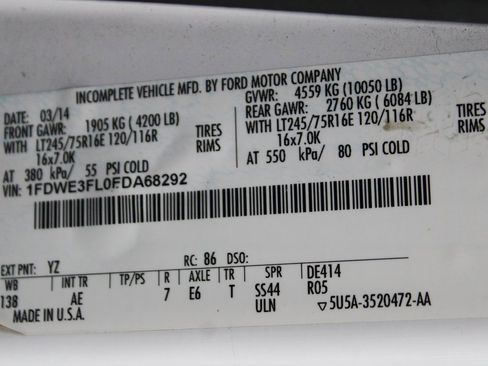 INCOMPLETE VEHICLE MFD. BY FORD MOTOR COMPANY
DATE: 03/14 GVWR: 4559 KG (10050 LB)
FRONT GAWR: 1905 KG ( 4200 LB) REAR GAWR: 2760 KG ( 6084 LB)
WITH LT245/75R16E 120/116R TIRES WITH LT245/75R16E 120/116R TIRES
16x7.0K RIMS 16x7.0K RIMS
AT 380 kPa/ 55 PSI COLD AT 550 kPa/ 80 PSI COLD
VIN: 1FDWE3FL0FDA68292
EXT PNT: YZ RC: 86 DSO:
WB INT TR TP/PS R AXLE TR SPR DE414
138 AE 7 E6 T SS44 R05
MADE IN U.S.A. ULN ▽5U5A-3520472-AA